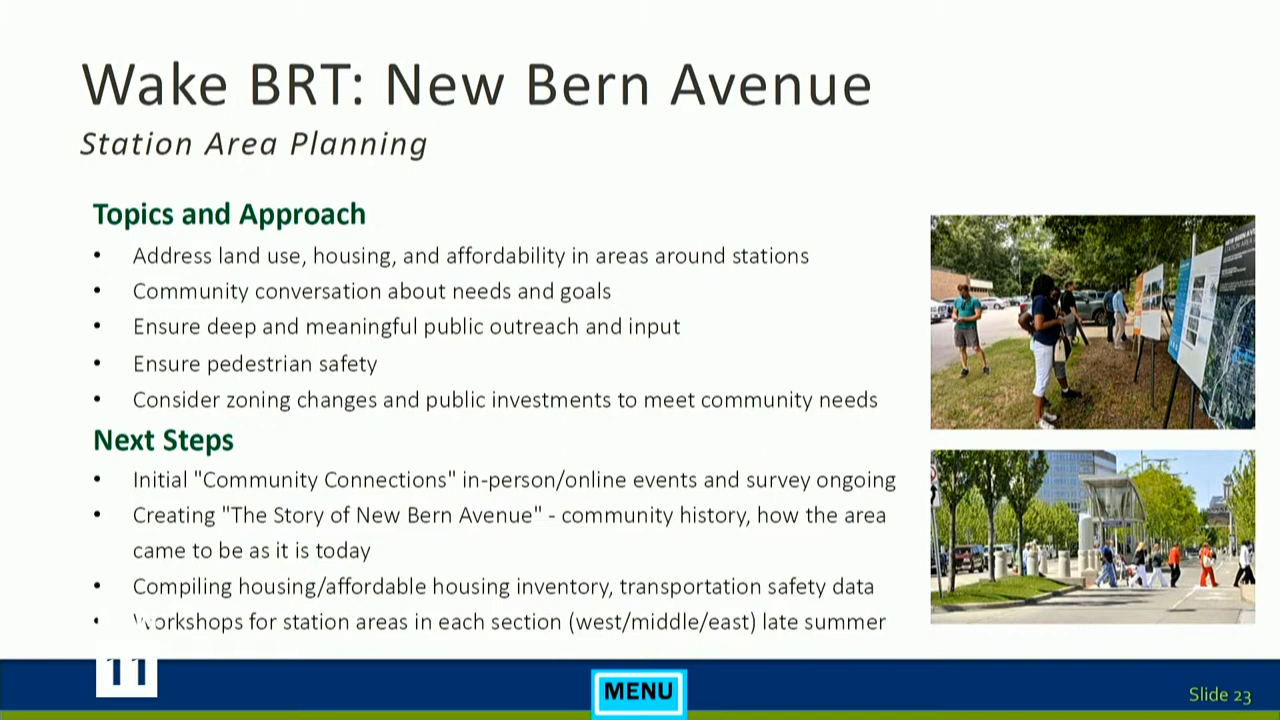 Wake BRT: New Bern Avenue
Station Area Planning
Topics and Approach
• Address land use, housing, and affordability in areas around stations
• Community conversation about needs and goals
• Ensure deep and meaningful public outreach and input
• Ensure pedestrian safety
• Consider zoning changes and public investments to meet community needs
Next Steps
• Initial "Community Connections" in-person/online events and survey ongoing
• Creating "The Story of New Bern Avenue" - community history, how the area
came to be as it is today
• Compiling housing/affordable housing inventory, transportation safety data
• Workshops for station areas in each section (west/middle/east) late summer
11
MENU
Slide 23